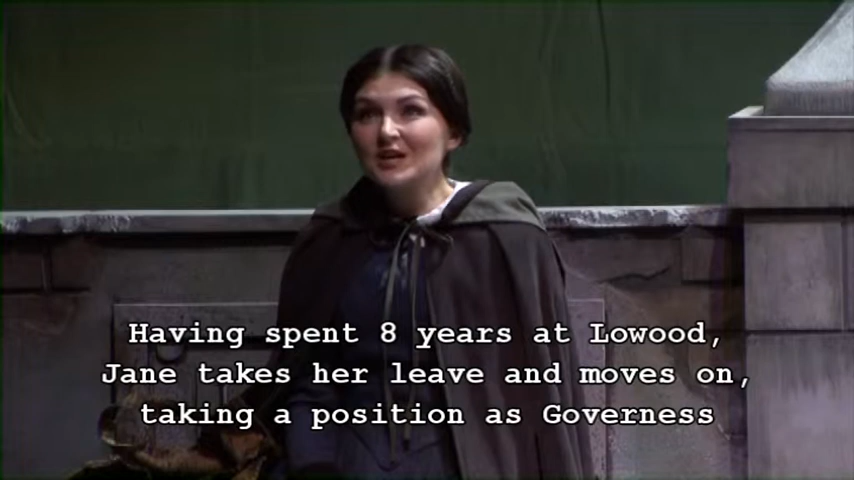 Having spent 8 years at Lowood,
Jane takes her leave and moves on,
taking a position as Governess